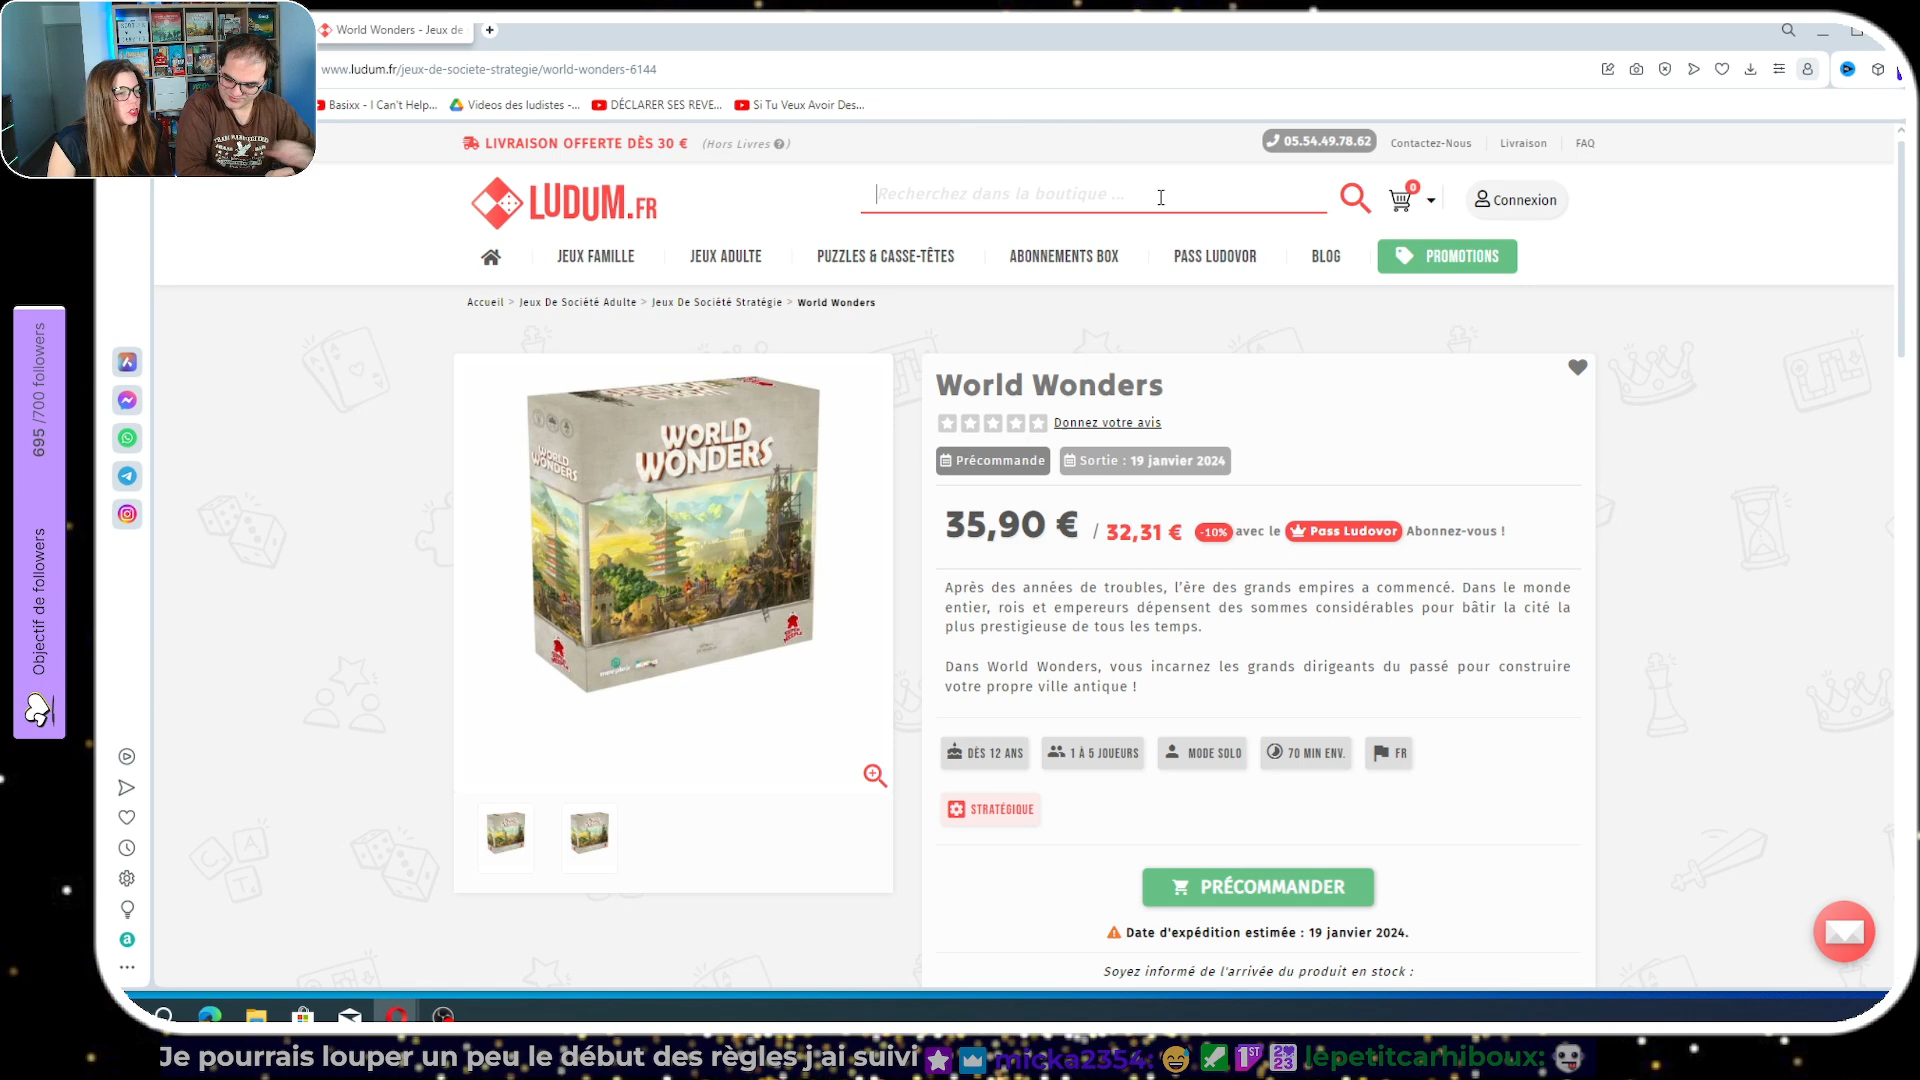 World Wonders - Jeux de
www.ludum.fr/jeux-de-societe-strategie/world-wonders-6144
Basixx - I Can't Help...
Videos des ludistes -...
DÉCLARER SES REVE...
Si Tu Veux Avoir Des...
LIVRAISON OFFERTE DÈS 30 € (Hors Livres ?)
05.54.49.78.62
Contactez-Nous
Livraison
FAQ
LUDUM.FR
Recherchez dans la boutique ...
0
Connexion
JEUX FAMILLE
JEUX ADULTE
PUZZLES & CASSE-TÊTES
ABONNEMENTS BOX
PASS LUDOVOR
BLOG
PROMOTIONS
Accueil > Jeux De Société Adulte > Jeux De Société Stratégie > World Wonders
WORLD
WONDERS
WORLD
WONDERS
World Wonders
Donnez votre avis
Précommande
Sortie : 19 janvier 2024
35,90 € / 32,31 € -10% avec le Pass Ludovor Abonnez-vous !
Après des années de troubles, l'ère des grands empires a commencé. Dans le monde
entier, rois et empereurs dépensent des sommes considérables pour bâtir la cité la
plus prestigieuse de tous les temps.
Dans World Wonders, vous incarnez les grands dirigeants du passé pour construire
votre propre ville antique !
DÈS 12 ANS
1 À 5 JOUEURS
MODE SOLO
70 MIN ENV.
FR
STRATÉGIQUE
PRÉCOMMANDER
Date d'expédition estimée : 19 janvier 2024.
Soyez informé de l'arrivée du produit en stock :
Objectif de followers
695 /700 followers
Je pourrais louper un peu le début des règles j ai suivi
micka2354:
1ST
2023
lepetitcarhiboux: